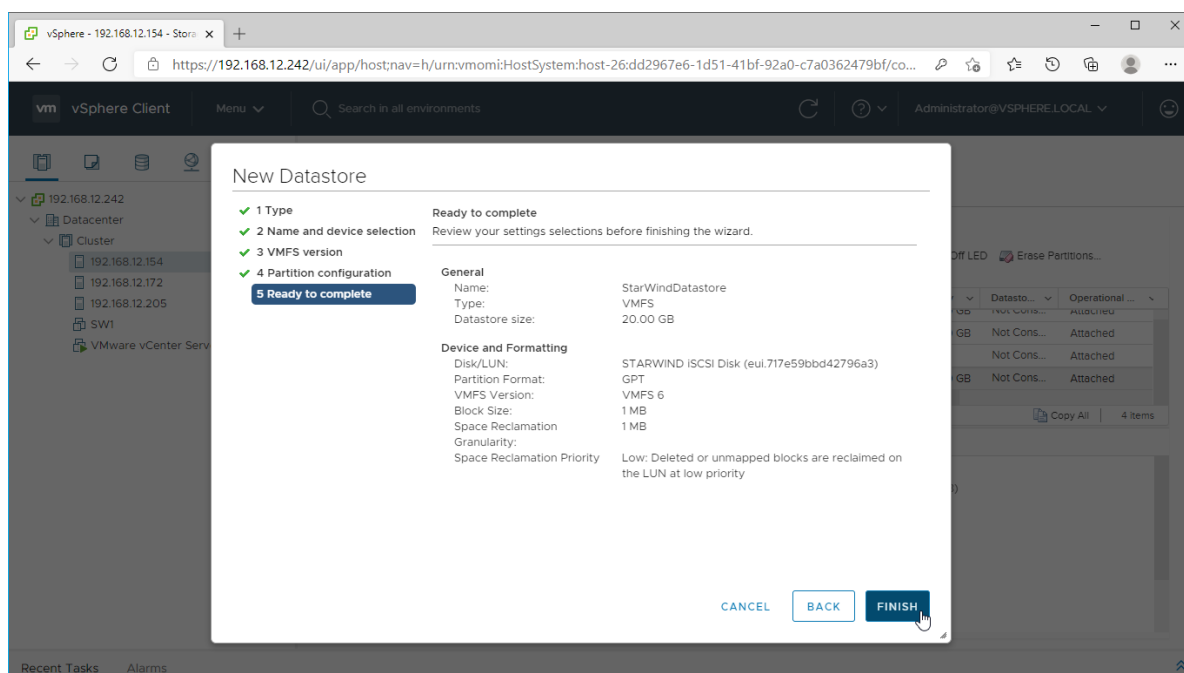 vSphere - 192.168.12.154 - Stora
https://192.168.12.242/ui/app/host;nav=h/urn:vmomi:HostSystem:host-26:dd2967e6-1d51-41bf-92a0-c7a0362479bf/co...
vm vSphere Client Menu Search in all environments Administrator@VSPHERE.LOCAL
New Datastore
192.168.12.242
Datacenter
Cluster
192.168.12.154
192.168.12.172
192.168.12.205
SW1
VMware vCenter Serv
1 Type
2 Name and device selection
3 VMFS version
4 Partition configuration
5 Ready to complete
Ready to complete
Review your settings selections before finishing the wizard.
General
Name: StarWindDatastore
Type: VMFS
Datastore size: 20.00 GB
Device and Formatting
Disk/LUN: STARWIND iSCSI Disk (eui.717e59bbd42796a3)
Partition Format: GPT
VMFS Version: VMFS 6
Block Size: 1 MB
Space Reclamation 1 MB
Granularity:
Space Reclamation Priority Low: Deleted or unmapped blocks are reclaimed on
the LUN at low priority
CANCEL BACK FINISH
Off LED Erase Partitions...
Datasto... Operational ...
GB Not Cons... Attached
GB Not Cons... Attached
Not Cons... Attached
GB Not Cons... Attached
Copy All 4 items
Recent Tasks Alarms